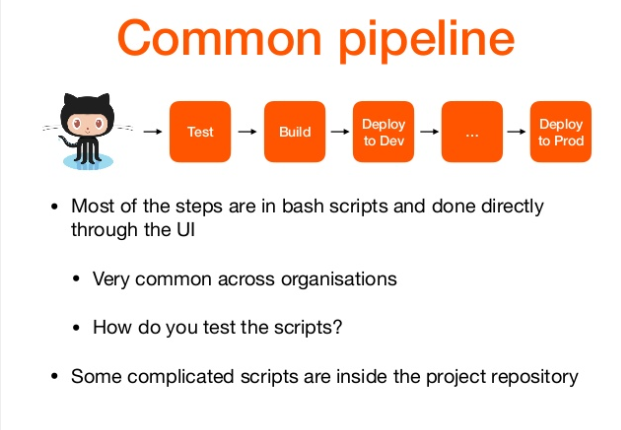 Common pipeline
Test
Build
Deploy
to Dev
...
Deploy
to Prod
• Most of the steps are in bash scripts and done directly
through the UI
• Very common across organisations
• How do you test the scripts?
• Some complicated scripts are inside the project repository